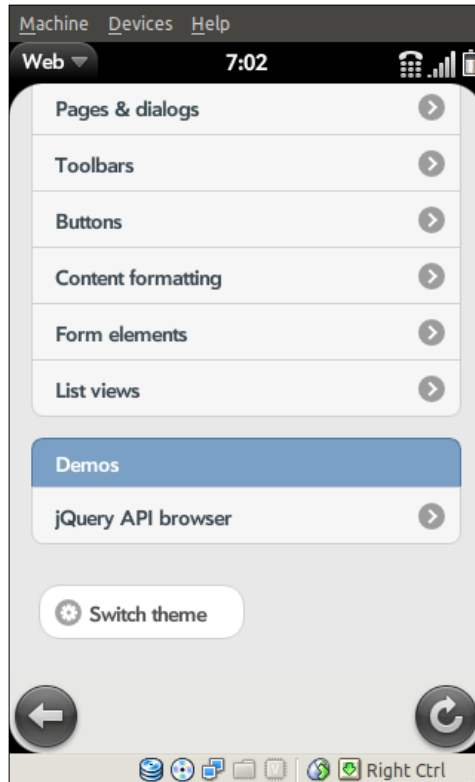 Machine Devices Help
Web 7:02
Pages & dialogs
Toolbars
Buttons
Content formatting
Form elements
List views
Demos
jQuery API browser
Switch theme
V Right Ctrl